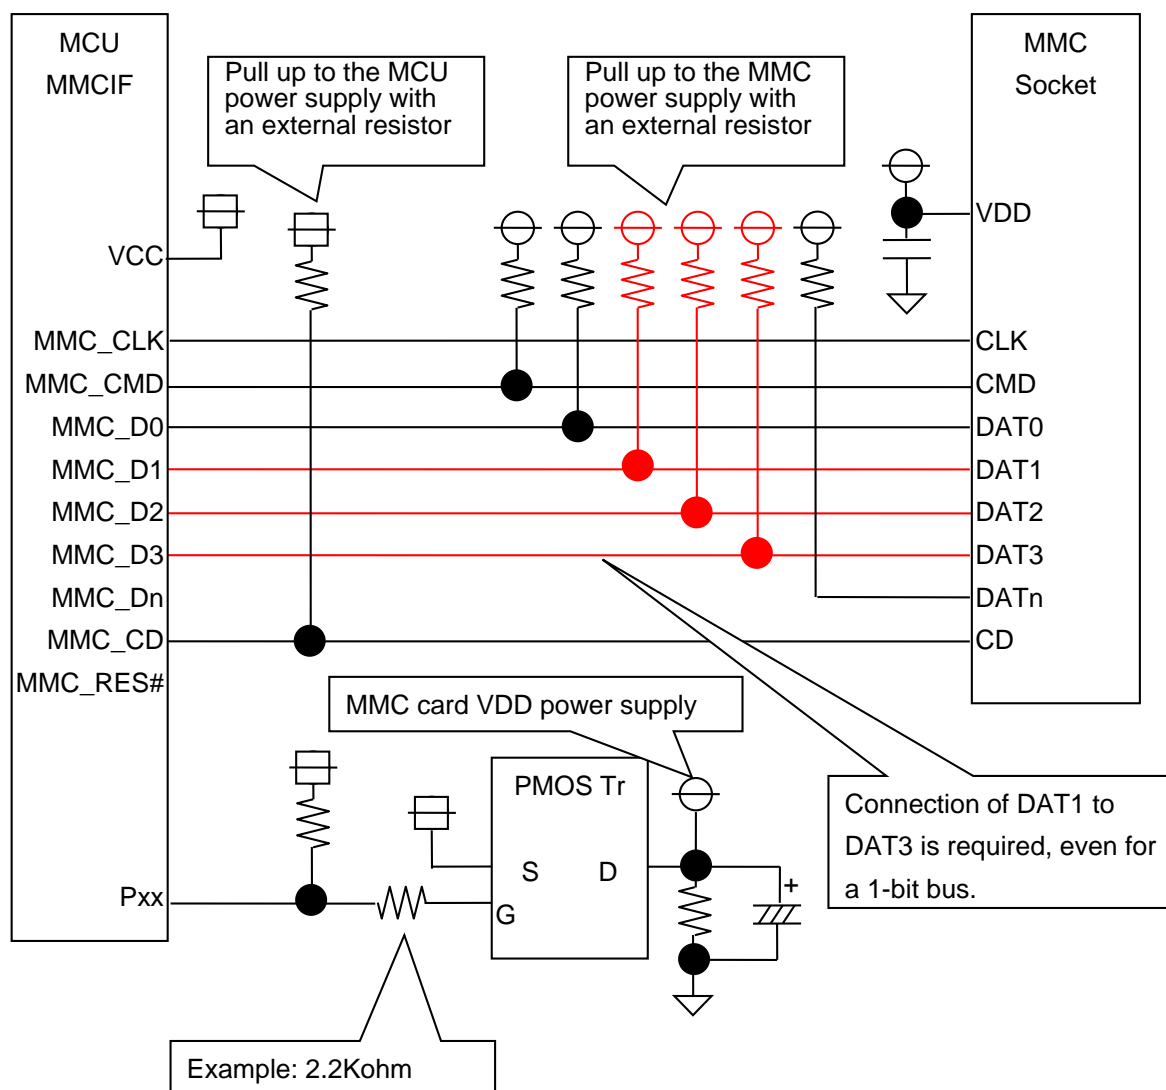 MCU
MMCIF
Pull up to the MCU
power supply with
an external resistor
Pull up to the MMC
power supply with
an external resistor
MMC
Socket
VCC
VDD
MMC_CLK
CLK
MMC_CMD
CMD
MMC_D0
DAT0
MMC_D1
DAT1
MMC_D2
DAT2
MMC_D3
DAT3
MMC_Dn
DATn
MMC_CD
CD
MMC_RES#
MMC card VDD power supply
PMOS Tr
S
D
G
Pxx
+
Connection of DAT1 to
DAT3 is required, even for
a 1-bit bus.
Example: 2.2Kohm